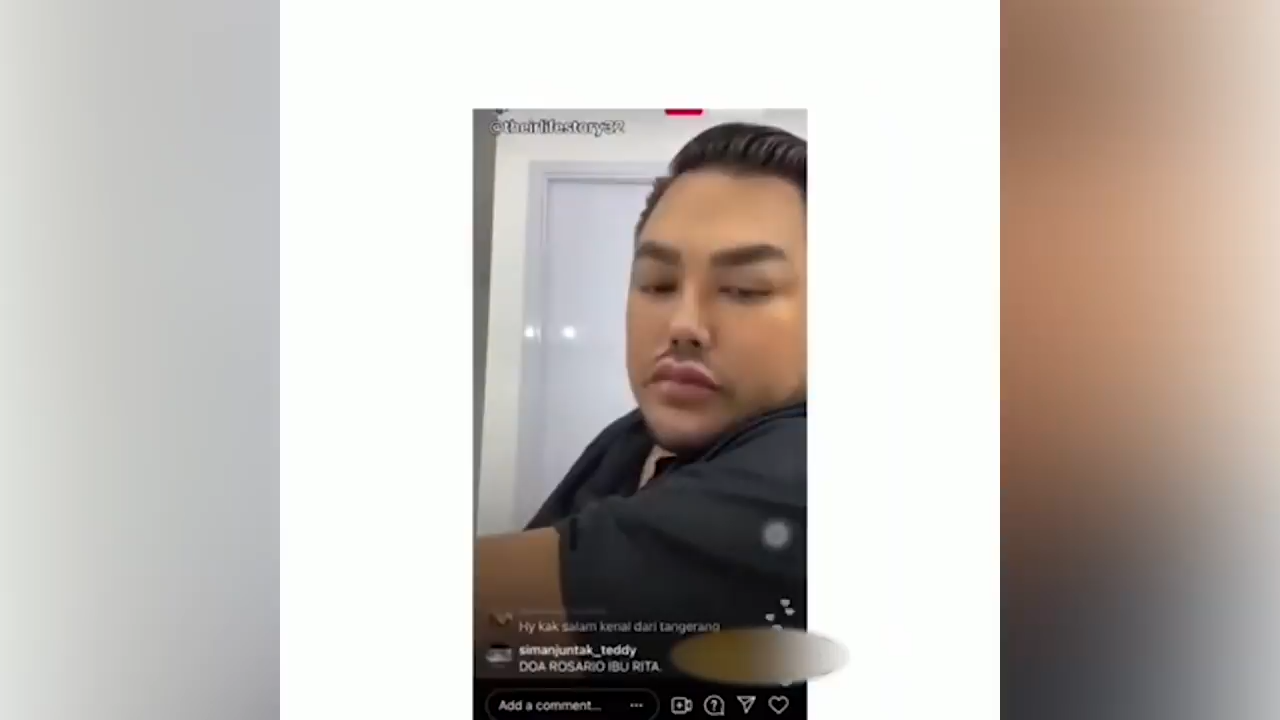 @theirlifestory32
Hy kak salam kenal dari tangerang
simanjuntak_teddy
DOA ROSARIO IBU RITA.
Add a comment...